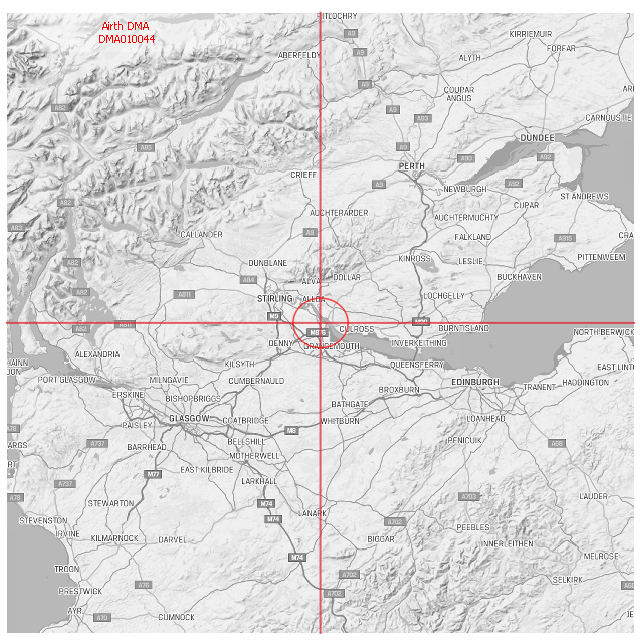 Airth DMA
DMA010044
KIRRIEMUIR
FORFAR
A9
A9
ABERFELDY
ALYTH
COUPAR
ANGUS
A9
A82
A9
A93
CARNOUSTIE
DUNDEE
A85
A9
A90
A92
PERTH
CRIEFF
A9
NEWBURGH
A92
ST ANDREWS
A82
CUPAR
AUCHTERARDER
AUCHTERMUCHTY
A83
CALLANDER
A9
FALKLAND
A915
PITTENWEEM
A82
DUNBLANE
KINROSS
LESLIE
BUCKHAVEN
A84
ALVA
DOLLAR
A82
A811
STIRLING
ALLOA
LOCHGELLY
A82
A811
M9
M876
CULROSS
M90
BURNTISLAND
NORTH BERWICK
DENNY
GRANGEMOUTH
INVERKEITHING
ALEXANDRIA
KILSYTH
QUEENSFERRY
PORT GLASGOW
MILNGAVIE
CUMBERNAULD
EDINBURGH
HADDINGTON
TRANENT
ERSKINE
BISHOPBRIGGS
BROXBURN
BATHGATE
GLASGOW
COATBRIDGE
WHITBURN
LOANHEAD
PAISLEY
M8
BELLSHILL
PENICUIK
A68
A737
BARRHEAD
MOTHERWELL
EAST KILBRIDE
M77
LARKHALL
A737
A78
STEWARTON
M74
A703
LAUDER
LANARK
STEVENSTON
M74
A702
PEEBLES
IRVINE
KILMARNOCK
DARVEL
BIGGAR
INNERLEITHEN
MELROSE
M74
TROON
A702
SELKIRK
A76
PRESTWICK
A702
AYR
A70
CUMNOCK